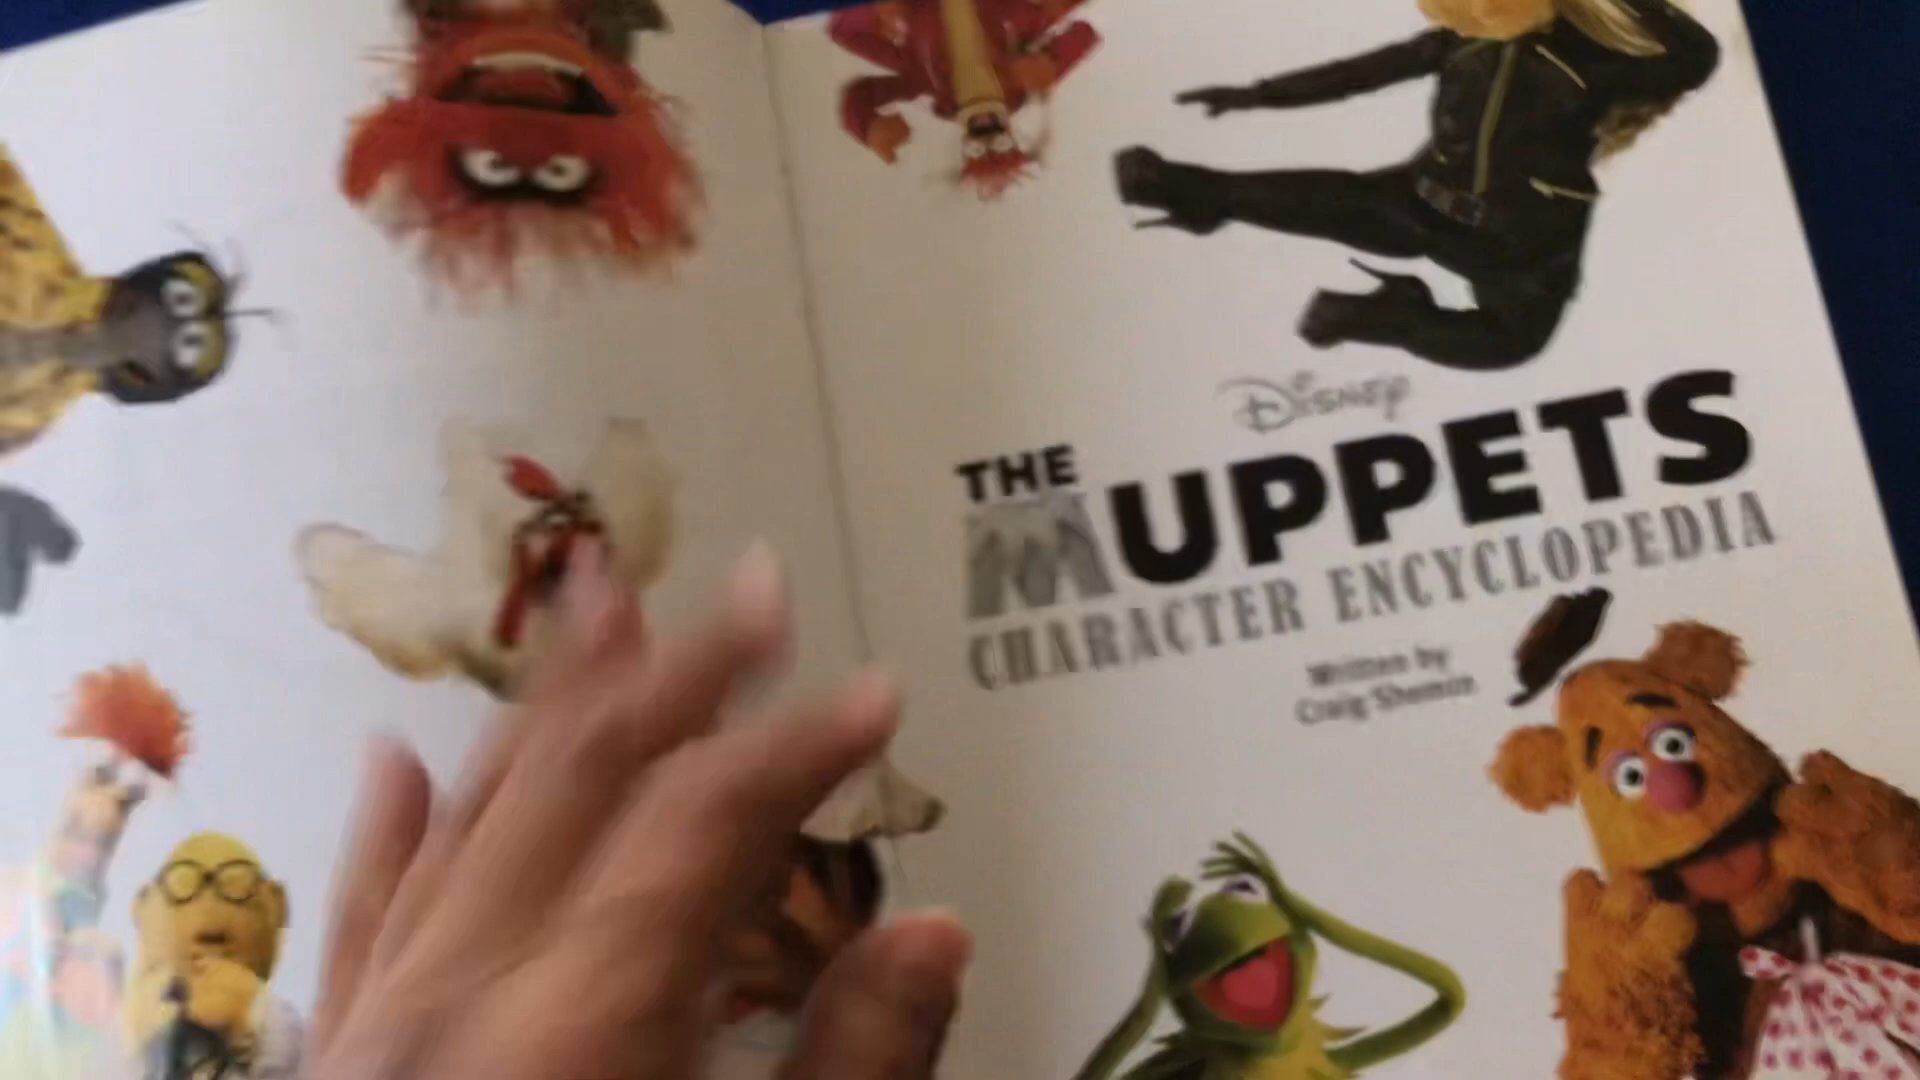 Disney
THE
MUPPETS
CHARACTER ENCYCLOPEDIA
Written by
Craig Shemin